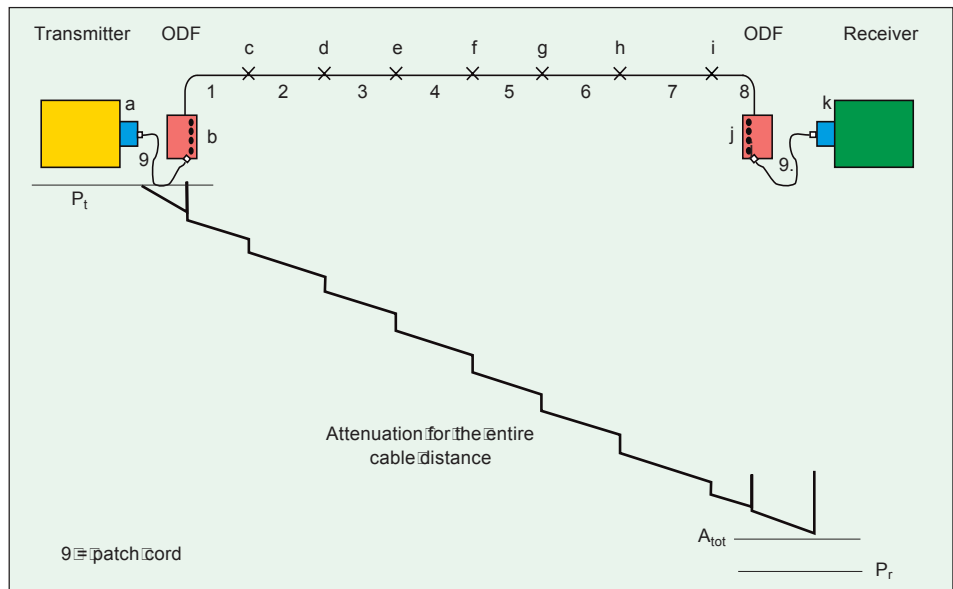 Transmitter ODF ODF Receiver
c d e f g h i
1 2 3 4 5 6 7 8
a b j k
9 9.
Pt
Attenuation for the entire
cable distance
Atot
9 = patch cord
Pr